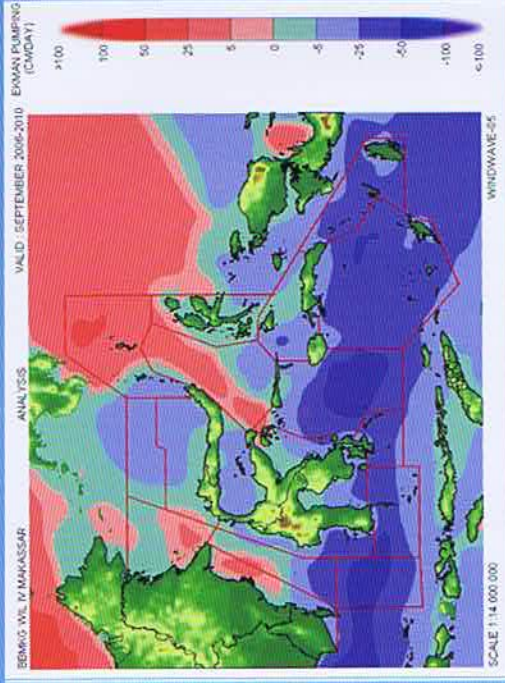 BBMKG WIL IV MAKASSAR
ANALYSIS
VALID : SEPTEMBER 2006-2010
EKMAN PUMPING
(CM/DAY)
>100
100
50
25
5
0
-5
-25
-50
-100
<-100
SCALE 1:14 000 000
WINDWAVE-05